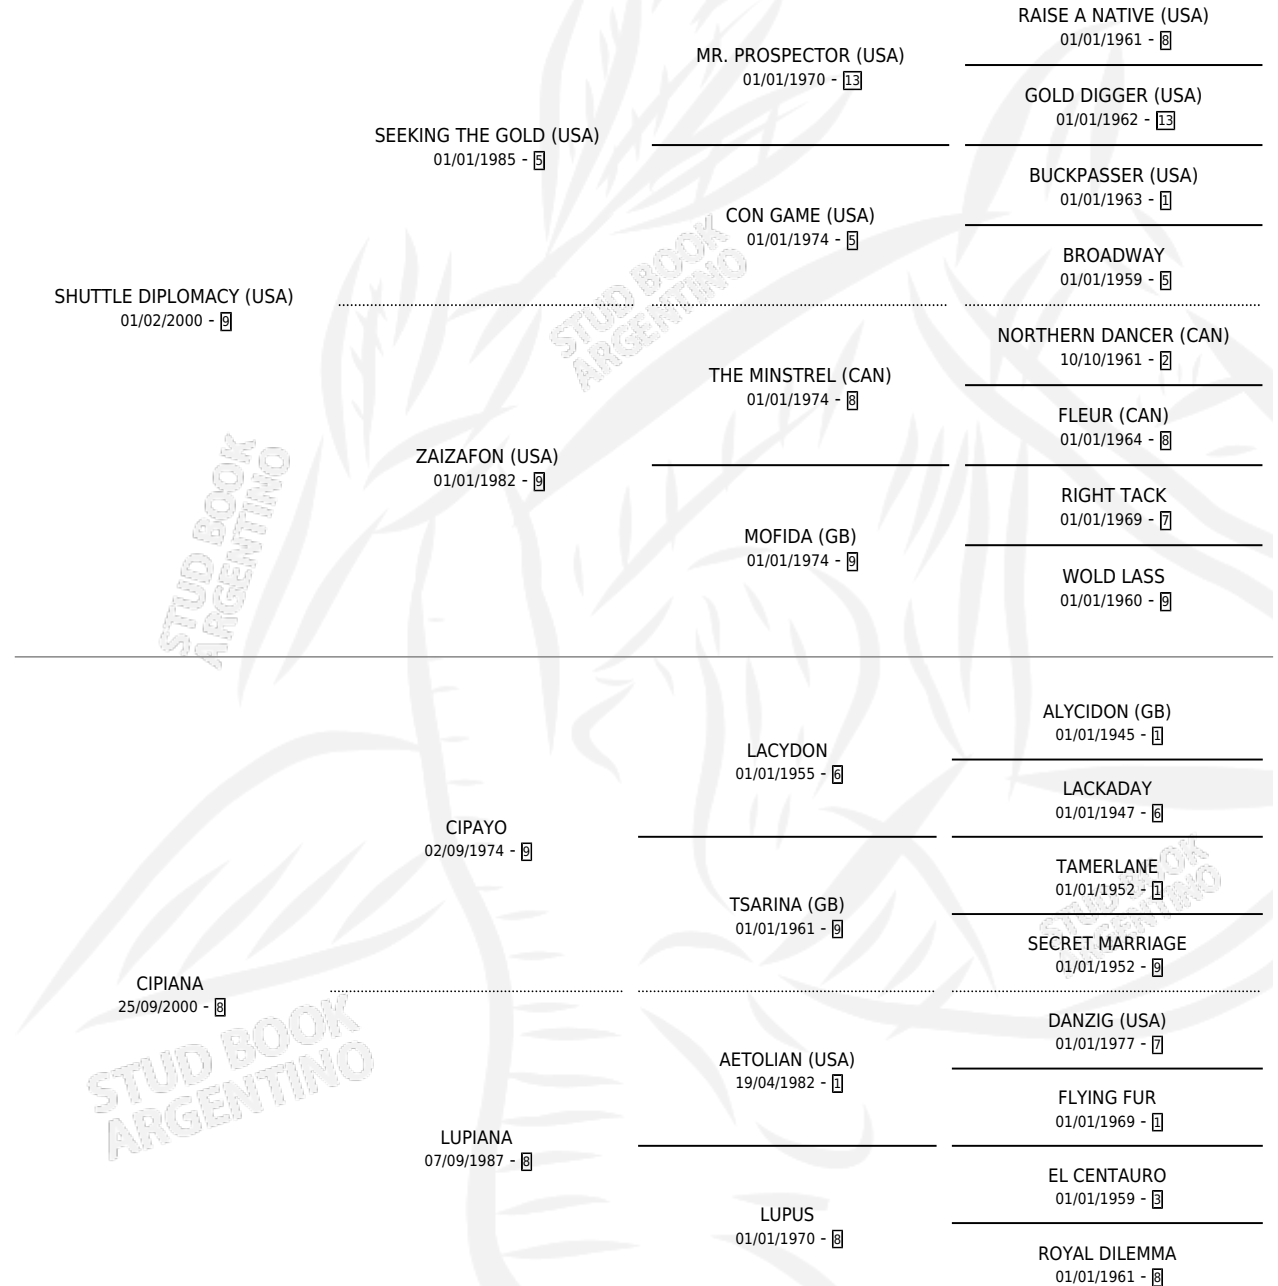 RAISE A NATIVE (USA)
01/01/1961 - 8
MR. PROSPECTOR (USA)
01/01/1970 - 13
GOLD DIGGER (USA)
01/01/1962 - 13
SEEKING THE GOLD (USA)
01/01/1985 - 5
BUCKPASSER (USA)
01/01/1963 - 1
CON GAME (USA)
01/01/1974 - 5
BROADWAY
01/01/1959 - 5
SHUTTLE DIPLOMACY (USA)
01/02/2000 - 9
NORTHERN DANCER (CAN)
10/10/1961 - 2
THE MINSTREL (CAN)
01/01/1974 - 8
FLEUR (CAN)
01/01/1964 - 8
ZAIZAFON (USA)
01/01/1982 - 9
RIGHT TACK
01/01/1969 - 7
MOFIDA (GB)
01/01/1974 - 9
WOLD LASS
01/01/1960 - 9
ALYCIDON (GB)
01/01/1945 - 1
LACYDON
01/01/1955 - 6
LACKADAY
01/01/1947 - 6
CIPAYO
02/09/1974 - 9
TAMERLANE
01/01/1952 - 1
TSARINA (GB)
01/01/1961 - 9
SECRET MARRIAGE
01/01/1952 - 9
CIPIANA
25/09/2000 - 8
DANZIG (USA)
01/01/1977 - 7
AETOLIAN (USA)
19/04/1982 - 1
FLYING FUR
01/01/1969 - 1
LUPIANA
07/09/1987 - 8
EL CENTAURO
01/01/1959 - 3
LUPUS
01/01/1970 - 8
ROYAL DILEMMA
01/01/1961 - 8
STUD BOOK
ARGENTINO
STUD BOOK
ARGENTINO
STUD BOOK
ARGENTINO
STUD BOOK
ARGENTINO